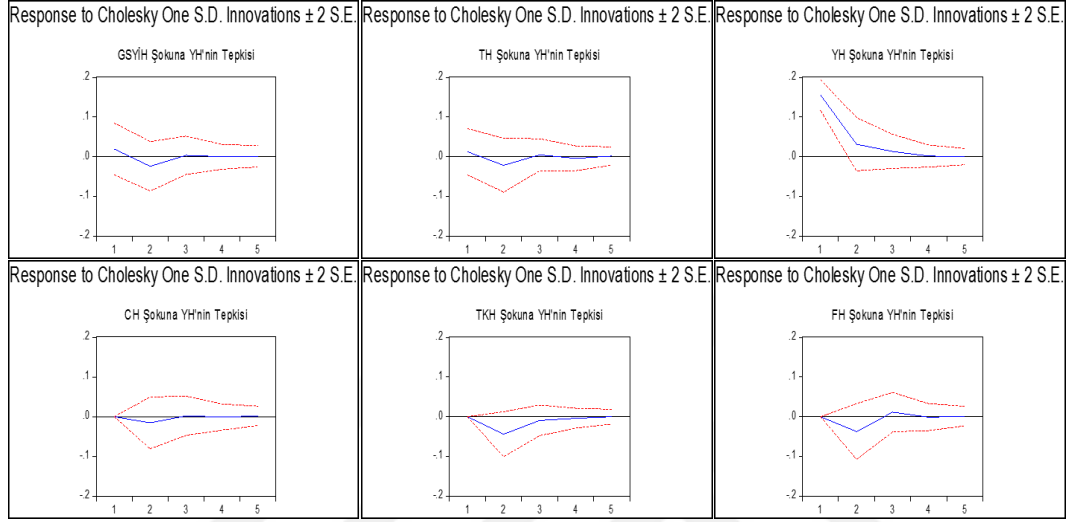 Response to Cholesky One S.D. Innovations ± 2 S.E.
GSYİH Şokuna YH'nin Tepkisi
.2
.1
.0
-.1
-.2
1 2 3 4 5
Response to Cholesky One S.D. Innovations ± 2 S.E.
TH Şokuna YH'nin Tepkisi
.2
.1
.0
-.1
-.2
1 2 3 4 5
Response to Cholesky One S.D. Innovations ± 2 S.E.
YH Şokuna YH'nin Tepkisi
.2
.1
.0
-.1
-.2
1 2 3 4 5
Response to Cholesky One S.D. Innovations ± 2 S.E.
CH Şokuna YH'nin Tepkisi
.2
.1
.0
-.1
-.2
1 2 3 4 5
Response to Cholesky One S.D. Innovations ± 2 S.E.
TKH Şokuna YH'nin Tepkisi
.2
.1
.0
-.1
-.2
1 2 3 4 5
Response to Cholesky One S.D. Innovations ± 2 S.E.
FH Şokuna YH'nin Tepkisi
.2
.1
.0
-.1
-.2
1 2 3 4 5